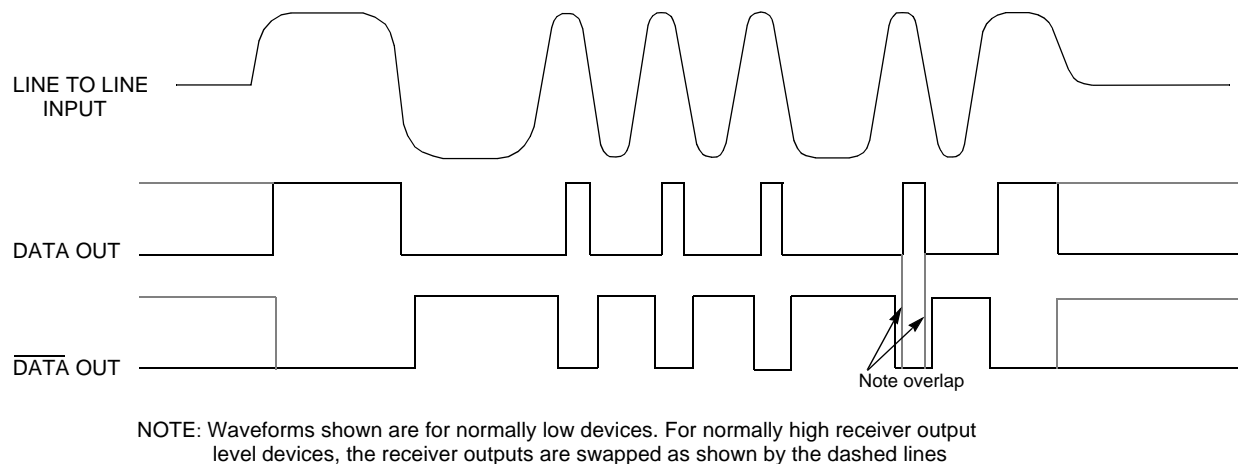 LINE TO LINE
INPUT
DATA OUT
DATA OUT
Note overlap
NOTE: Waveforms shown are for normally low devices. For normally high receiver output
level devices, the receiver outputs are swapped as shown by the dashed lines